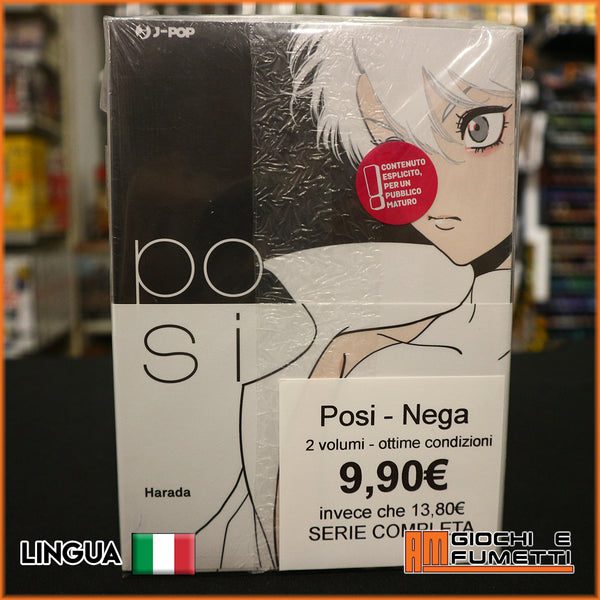 J-POP
CONTENUTO
ESPLICITO,
PER UN
PUBBLICO
MATURO
po
si
Harada
Posi - Nega
2 volumi - ottime condizioni
9,90€
invece che 13,80€
SERIE COMPLETA
LINGUA
AM GIOCHI E
FUMETTI